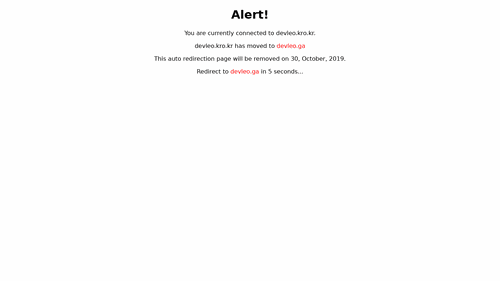 Alert!
You are currently connected to devleo.kro.kr.
devleo.kro.kr has moved to devleo.ga
This auto redirection page will be removed on 30, October, 2019.
Redirect to devleo.ga in 5 seconds...